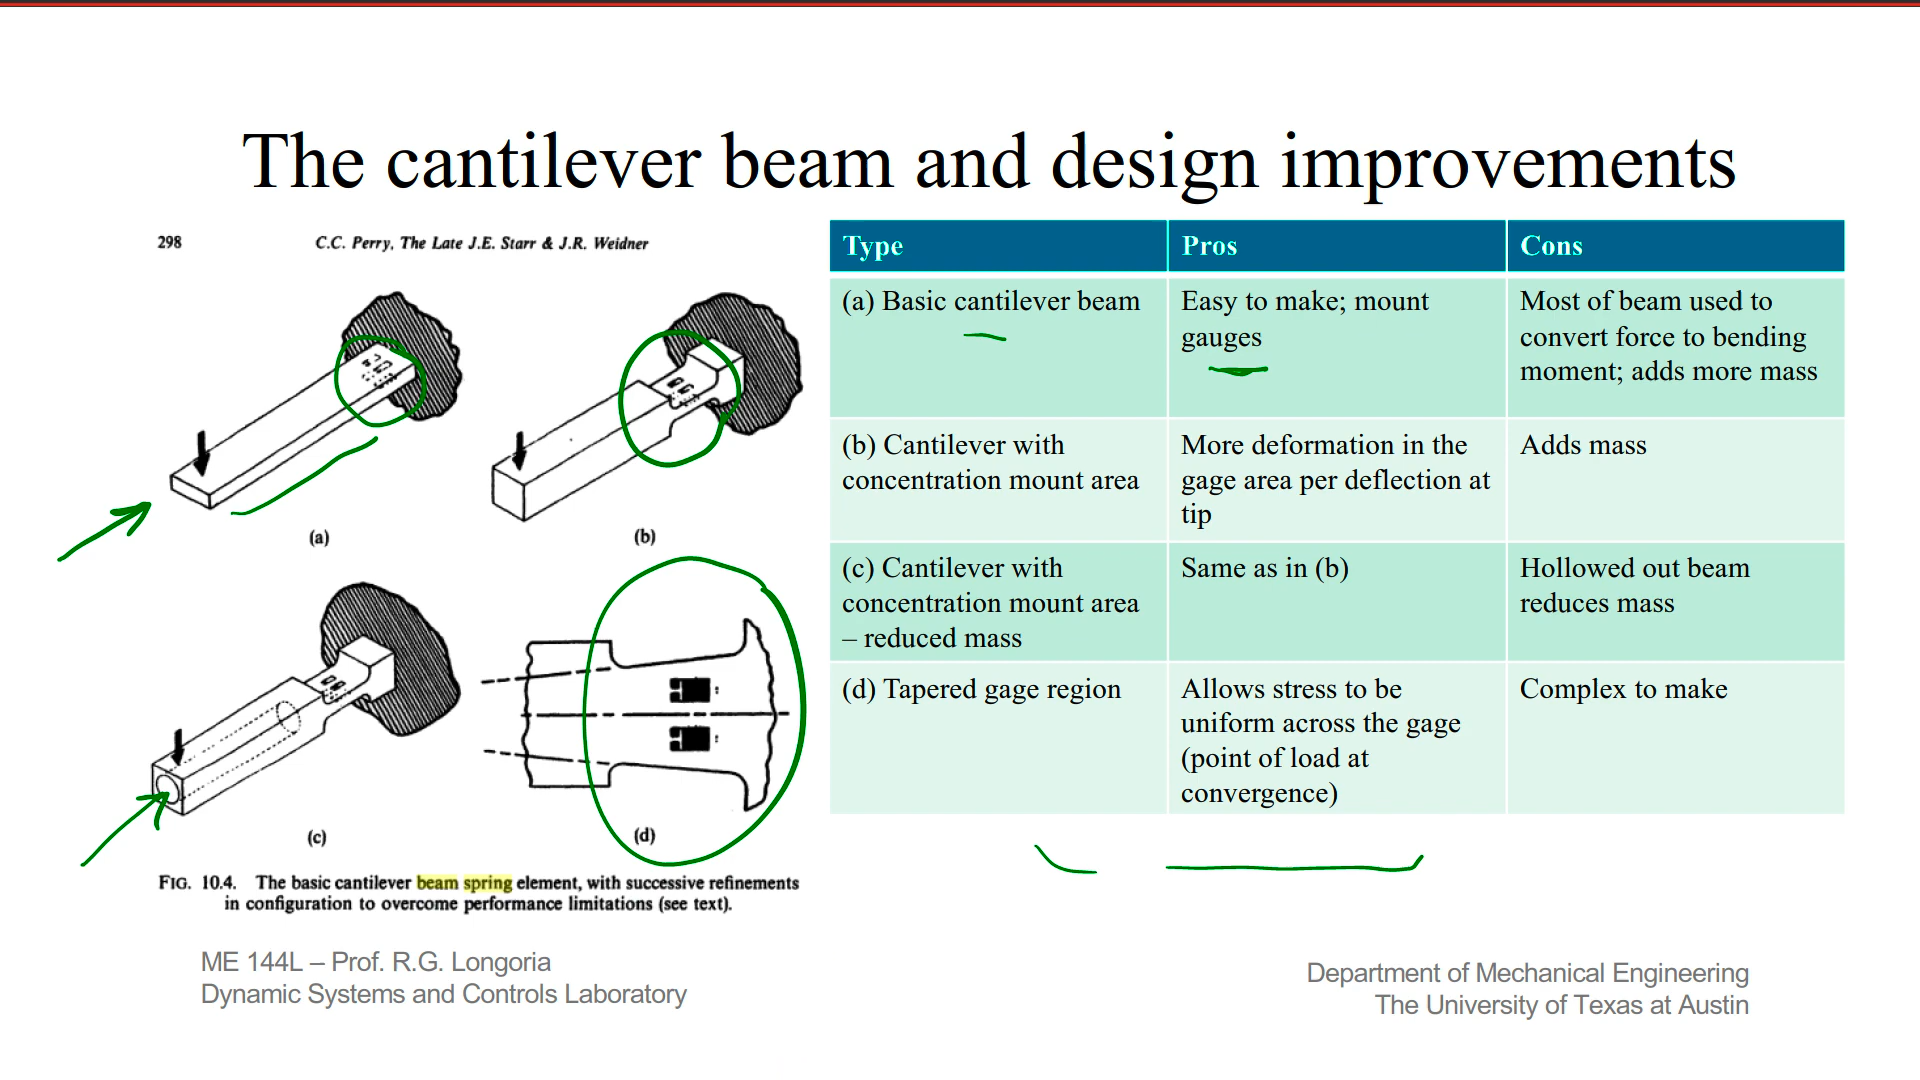 The cantilever beam and design improvements
298 C.C. Perry, The Late J.E. Starr & J.R. Weidner
(a)
(b)
(c)
(d)
FIG. 10.4. The basic cantilever beam spring element, with successive refinements
in configuration to overcome performance limitations (see text).
Type Pros Cons
(a) Basic cantilever beam
Easy to make; mount
gauges
Most of beam used to
convert force to bending
moment; adds more mass
(b) Cantilever with
concentration mount area
More deformation in the
gage area per deflection at
tip
Adds mass
(c) Cantilever with
concentration mount area
– reduced mass
Same as in (b)
Hollowed out beam
reduces mass
(d) Tapered gage region
Allows stress to be
uniform across the gage
(point of load at
convergence)
Complex to make
ME 144L – Prof. R.G. Longoria
Dynamic Systems and Controls Laboratory
Department of Mechanical Engineering
The University of Texas at Austin